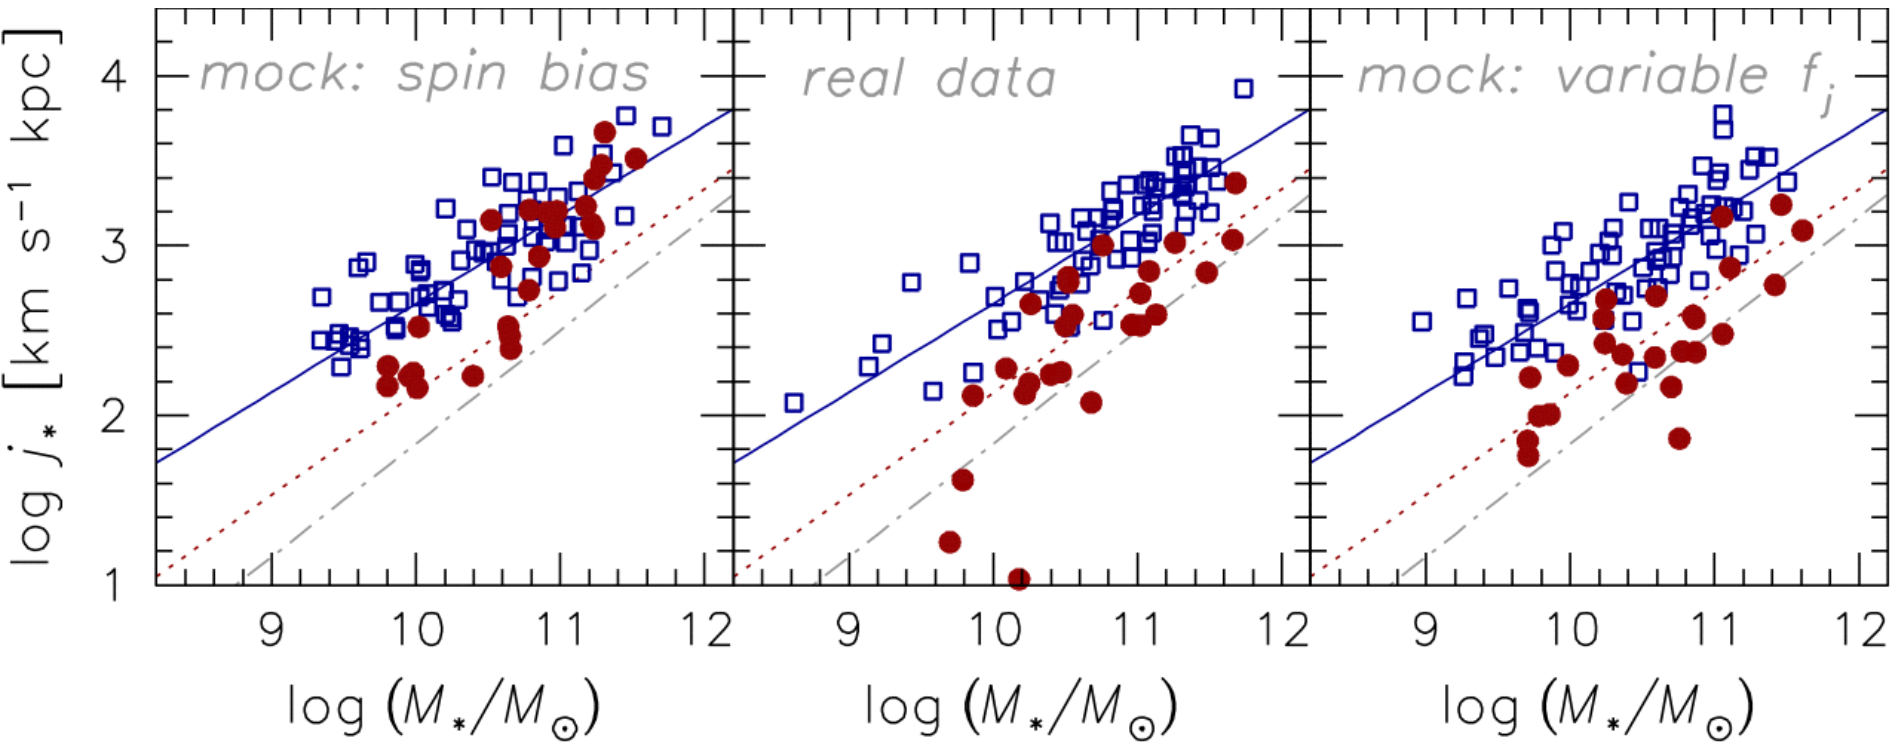 mock: spin bias
real data
mock: variable f_j
log j_* [km s⁻¹ kpc]
4
3
2
1
9 10 11 12
9 10 11 12
9 10 11 12
log (M_*/M_⊙)
log (M_*/M_⊙)
log (M_*/M_⊙)